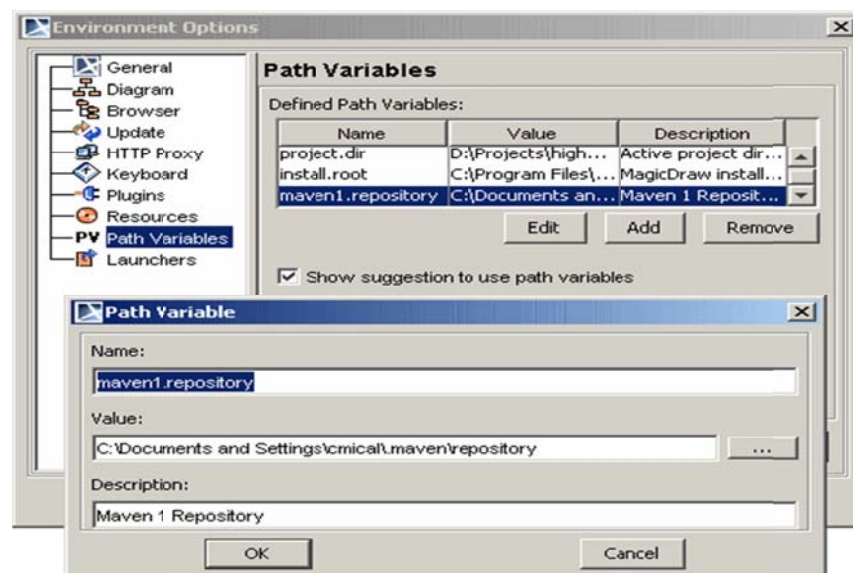 Environment Options
General
Diagram
Browser
Update
HTTP Proxy
Keyboard
Plugins
Resources
PV Path Variables
Launchers
Path Variables
Defined Path Variables:
Name Value Description
project.dir D:\Projects\high... Active project dir...
install.root C:\Program Files\... MagicDraw install...
maven1.repository C:\Documents an... Maven 1 Reposit...
Edit Add Remove
Show suggestion to use path variables
Path Variable
Name:
maven1.repository
Value:
C:\Documents and Settings\cmical\.maven\repository
...
Description:
Maven 1 Repository
OK Cancel